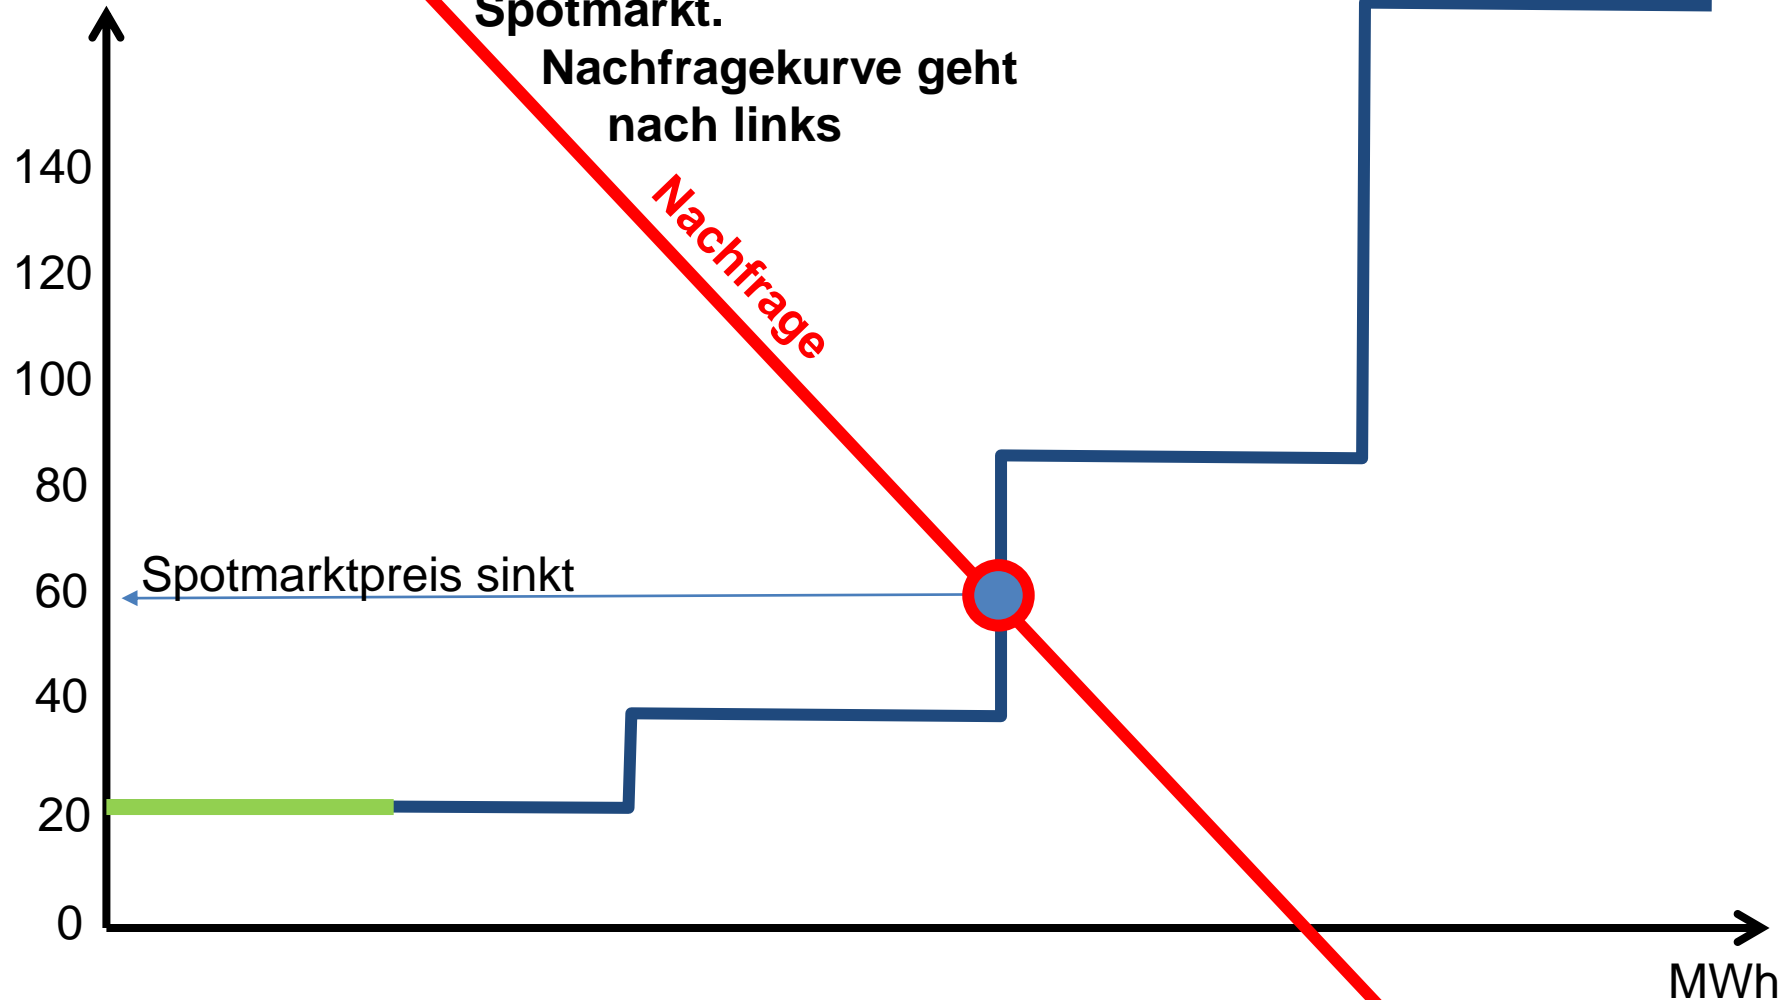 Spotmarkt.
Nachfragekurve geht
nach links
140
Nachfrage
120
100
80
Spotmarktpreis sinkt
60
40
20
0
MWh